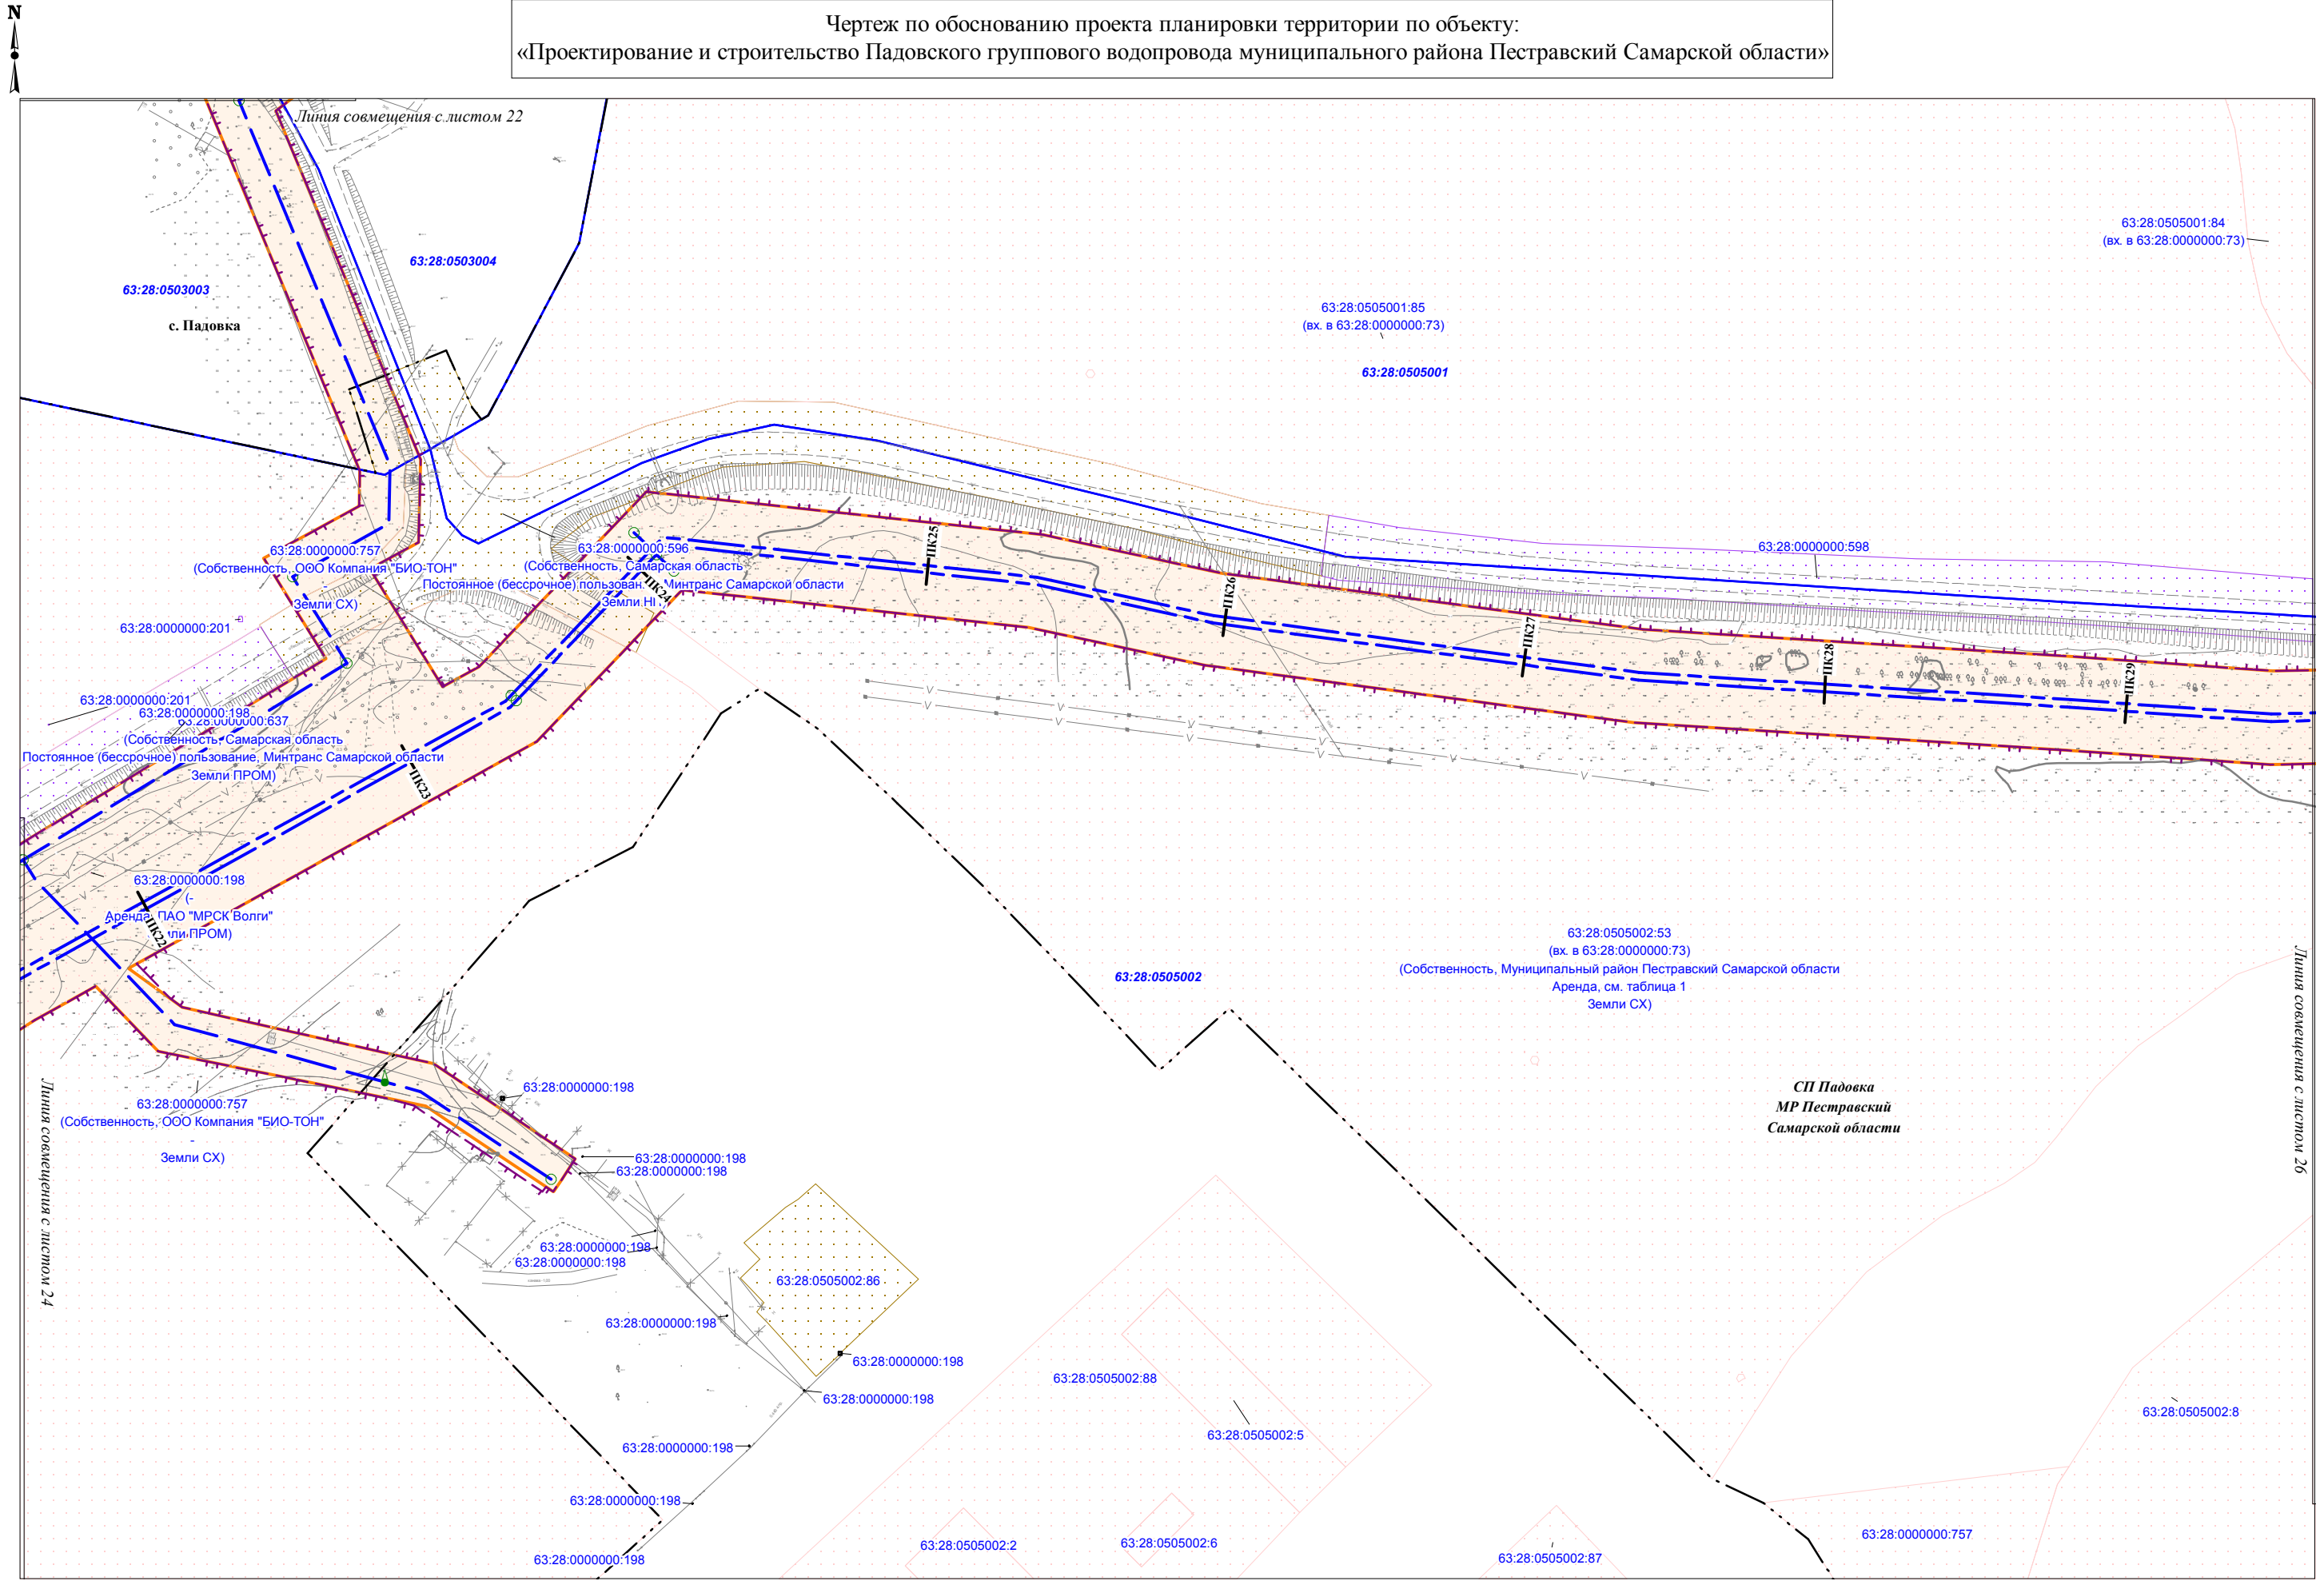 N
Чертеж по обоснованию проекта планировки территории по объекту:
«Проектирование и строительство Падовского группового водопровода муниципального района Пестравский Самарской области»
Линия совмещения с листом 22
63:28:0503004
63:28:0503003
с. Падовка
63:28:0505001:84
(вх. в 63:28:0000000:73)
63:28:0505001:85
(вх. в 63:28:0000000:73)
63:28:0505001
63:28:0000000:757
(Собственность, ООО Компания "БИО-ТОН"
-
Земли СХ)
63:28:0000000:596
(Собственность, Самарская область
Постоянное (бессрочное) пользован. Минтранс Самарской области
Земли НП
63:28:0000000:598
ПК24
ПК25
ПК26
ПК27
ПК28
ПК29
63:28:0000000:201
63:28:0000000:201
63:28:0000000:198
63:28:0000000:637
(Собственность, Самарская область
Постоянное (бессрочное) пользование, Минтранс Самарской области
Земли ПРОМ)
ПК23
63:28:0000000:198
(-
Аренда, ПАО "МРСК Волги"
ли ПРОМ)
ПК22
63:28:0505002:53
(вх. в 63:28:0000000:73)
(Собственность, Муниципальный район Пестравский Самарской области
Аренда, см. таблица 1
Земли СХ)
63:28:0505002
Линия совмещения с листом 26
СП Падовка
МР Пестравский
Самарской области
Линия совмещения с листом 24
63:28:0000000:757
(Собственность, ООО Компания "БИО-ТОН"
-
Земли СХ)
63:28:0000000:198
63:28:0000000:198
63:28:0000000:198
63:28:0000000:198
63:28:0000000:198
63:28:0505002:86
63:28:0000000:198
63:28:0000000:198
63:28:0000000:198
63:28:0000000:198
63:28:0000000:198
63:28:0000000:198
63:28:0505002:88
63:28:0505002:5
63:28:0505002:8
63:28:0505002:2
63:28:0505002:6
63:28:0505002:87
63:28:0000000:757